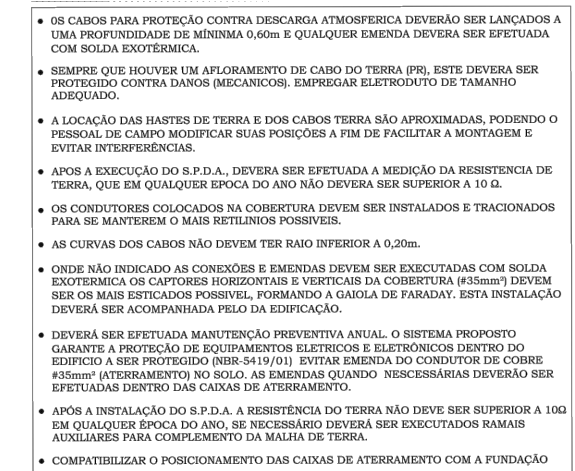 • 0S CABOS PARA PROTEÇÃO CONTRA DESCARGA ATMOSFERICA DEVERÃO SER LANÇADOS A
UMA PROFUNDIDADE DE MÍNINMA 0,60m E QUALQUER EMENDA DEVERA SER EFETUADA
COM SOLDA EXOTÉRMICA.
• SEMPRE QUE HOUVER UM AFLORAMENTO DE CABO DO TERRA (PR), ESTE DEVERA SER
PROTEGIDO CONTRA DANOS (MECANICOS). EMPREGAR ELETRODUTO DE TAMANHO
ADEQUADO.
• A LOCAÇÃO DAS HASTES DE TERRA E DOS CABOS TERRA SÃO APROXIMADAS, PODENDO O
PESSOAL DE CAMPO MODIFICAR SUAS POSIÇÕES A FIM DE FACILITAR A MONTAGEM E
EVITAR INTERFERÊNCIAS.
• APOS A EXECUÇÃO DO S.P.D.A., DEVERA SER EFETUADA A MEDIÇÃO DA RESISTENCIA DE
TERRA, QUE EM QUALQUER EPOCA DO ANO NÃO DEVERA SER SUPERIOR A 10 Ω.
• OS CONDUTORES COLOCADOS NA COBERTURA DEVEM SER INSTALADOS E TRACIONADOS
PARA SE MANTEREM O MAIS RETILINIOS POSSIVEIS.
• AS CURVAS DOS CABOS NÃO DEVEM TER RAIO INFERIOR A 0,20m.
• ONDE NÃO INDICADO AS CONEXÕES E EMENDAS DEVEM SER EXECUTADAS COM SOLDA
EXOTERMICA OS CAPTORES HORIZONTAIS E VERTICAIS DA COBERTURA (#35mm²) DEVEM
SER OS MAIS ESTICADOS POSSIVEL, FORMANDO A GAIOLA DE FARADAY. ESTA INSTALAÇÃO
DEVERÁ SER ACOMPANHADA PELO DA EDIFICAÇÃO.
• DEVERÁ SER EFETUADA MANUTENÇÃO PREVENTIVA ANUAL. O SISTEMA PROPOSTO
GARANTE A PROTEÇÃO DE EQUIPAMENTOS ELETRICOS E ELETRÔNICOS DENTRO DO
EDIFICIO A SER PROTEGIDO (NBR-5419/01) EVITAR EMENDA DO CONDUTOR DE COBRE
#35mm² (ATERRAMENTO) NO SOLO. AS EMENDAS QUANDO NESCESSÁRIAS DEVERÃO SER
EFETUADAS DENTRO DAS CAIXAS DE ATERRAMENTO.
• APÓS A INSTALAÇÃO DO S.P.D.A. A RESISTÊNCIA DO TERRA NÃO DEVE SER SUPERIOR A 10Ω
EM QUALQUER ÉPOCA DO ANO, SE NECESSÁRIO DEVERÁ SER EXECUTADOS RAMAIS
AUXILIARES PARA COMPLEMENTO DA MALHA DE TERRA.
• COMPATIBILIZAR O POSICIONAMENTO DAS CAIXAS DE ATERRAMENTO COM A FUNDAÇÃO